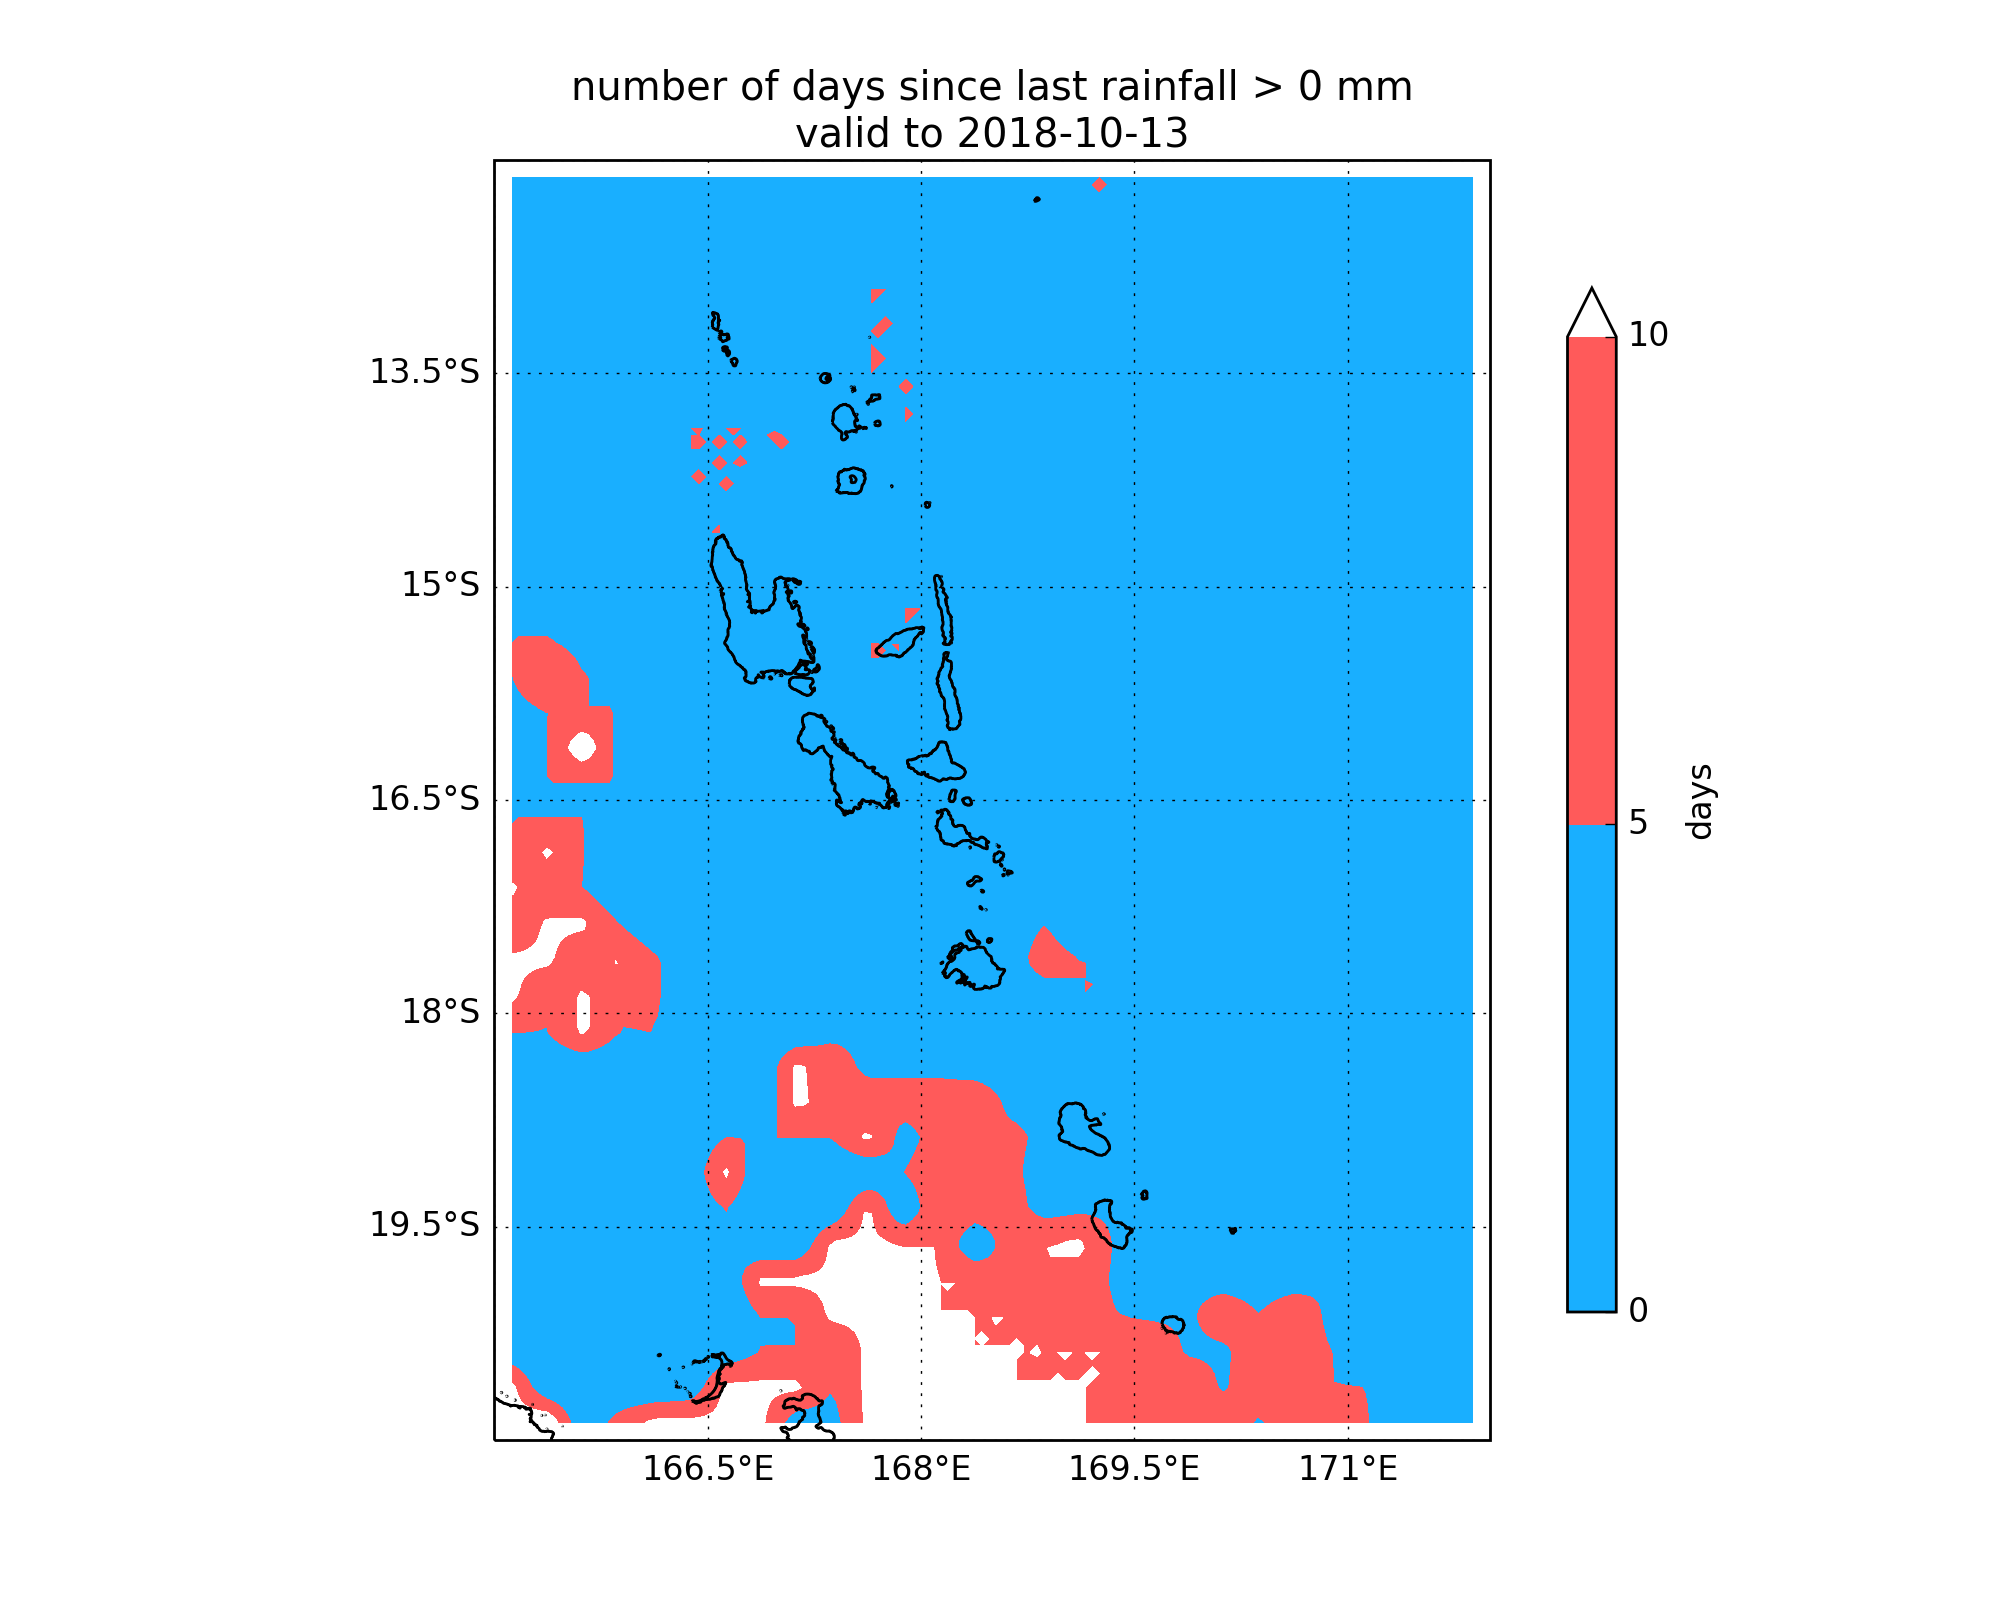 number of days since last rainfall > 0 mm
valid to 2018-10-13
13.5°S
15°S
16.5°S
18°S
19.5°S
166.5°E
168°E
169.5°E
171°E
10
5
0
days